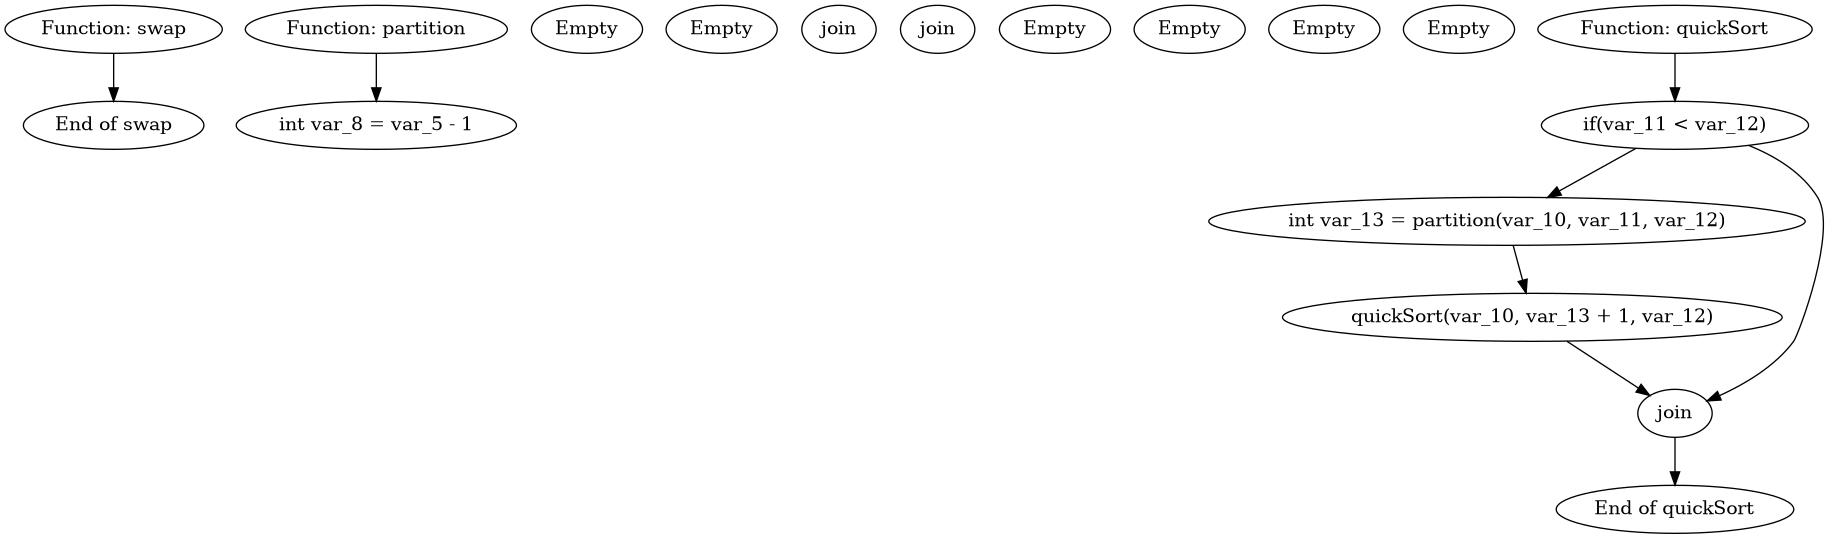 Function: swap
Function: partition
Empty
Empty
join
join
Empty
Empty
Empty
Empty
Function: quickSort
End of swap
int var_8 = var_5 - 1
if(var_11 < var_12)
int var_13 = partition(var_10, var_11, var_12)
quickSort(var_10, var_13 + 1, var_12)
join
End of quickSort